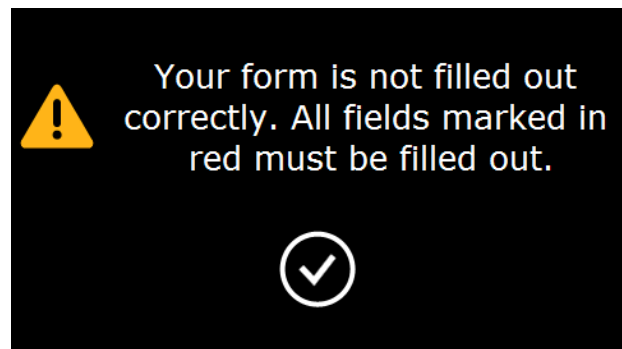 Your form is not filled out
correctly. All fields marked in
red must be filled out.